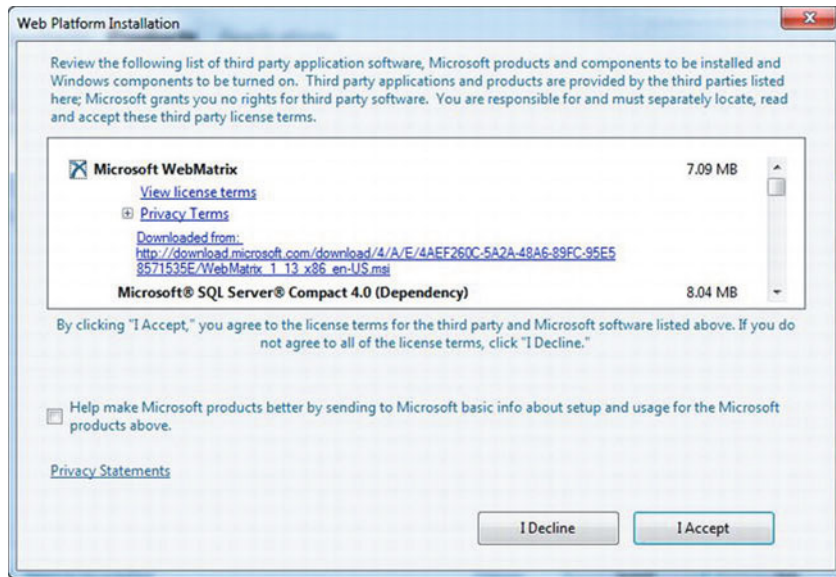 Web Platform Installation
Review the following list of third party application software, Microsoft products and components to be installed and
Windows components to be turned on. Third party applications and products are provided by the third parties listed
here; Microsoft grants you no rights for third party software. You are responsible for and must separately locate, read
and accept these third party license terms.
Microsoft WebMatrix 7.09 MB
View license terms
Privacy Terms
Downloaded from:
http://download.microsoft.com/download/4/A/E/4AEF260C-5A2A-48A6-89FC-95E5
8571535E/WebMatrix_1_13_x86_en-US.msi
Microsoft® SQL Server® Compact 4.0 (Dependency) 8.04 MB
By clicking "I Accept," you agree to the license terms for the third party and Microsoft software listed above. If you do
not agree to all of the license terms, click "I Decline."
Help make Microsoft products better by sending to Microsoft basic info about setup and usage for the Microsoft
products above.
Privacy Statements
I Decline I Accept